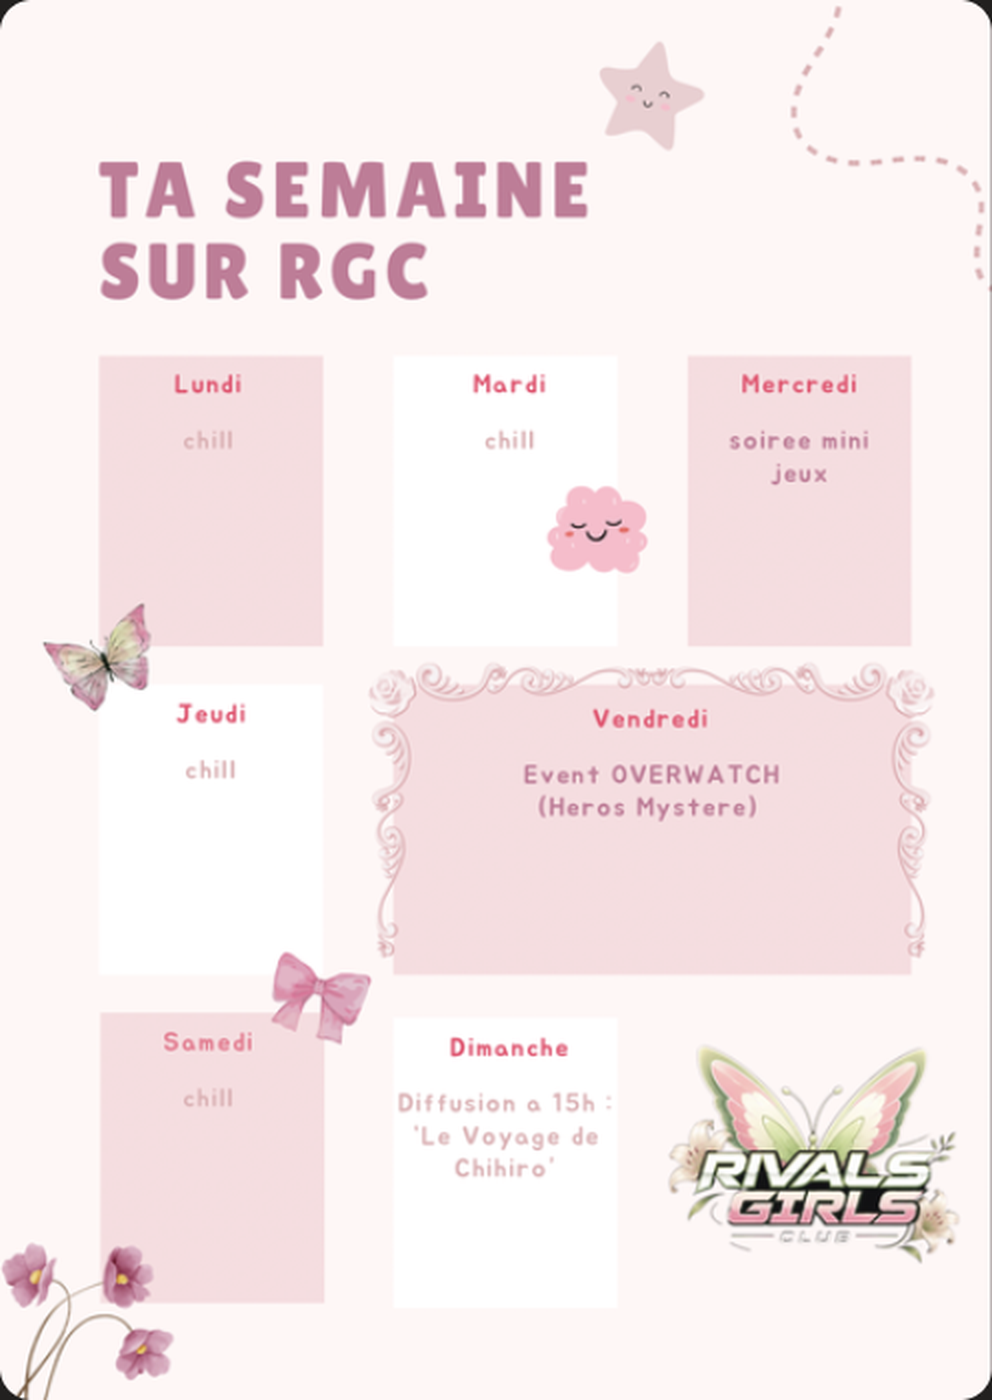 TA SEMAINE
SUR RGC
Lundi
chill
Mardi
chill
Mercredi
soiree mini
jeux
Jeudi
chill
Vendredi
Event OVERWATCH
(Heros Mystere)
Samedi
chill
Dimanche
Diffusion a 15h :
'Le Voyage de
Chihiro'
RIVALS
GIRLS
CLUB